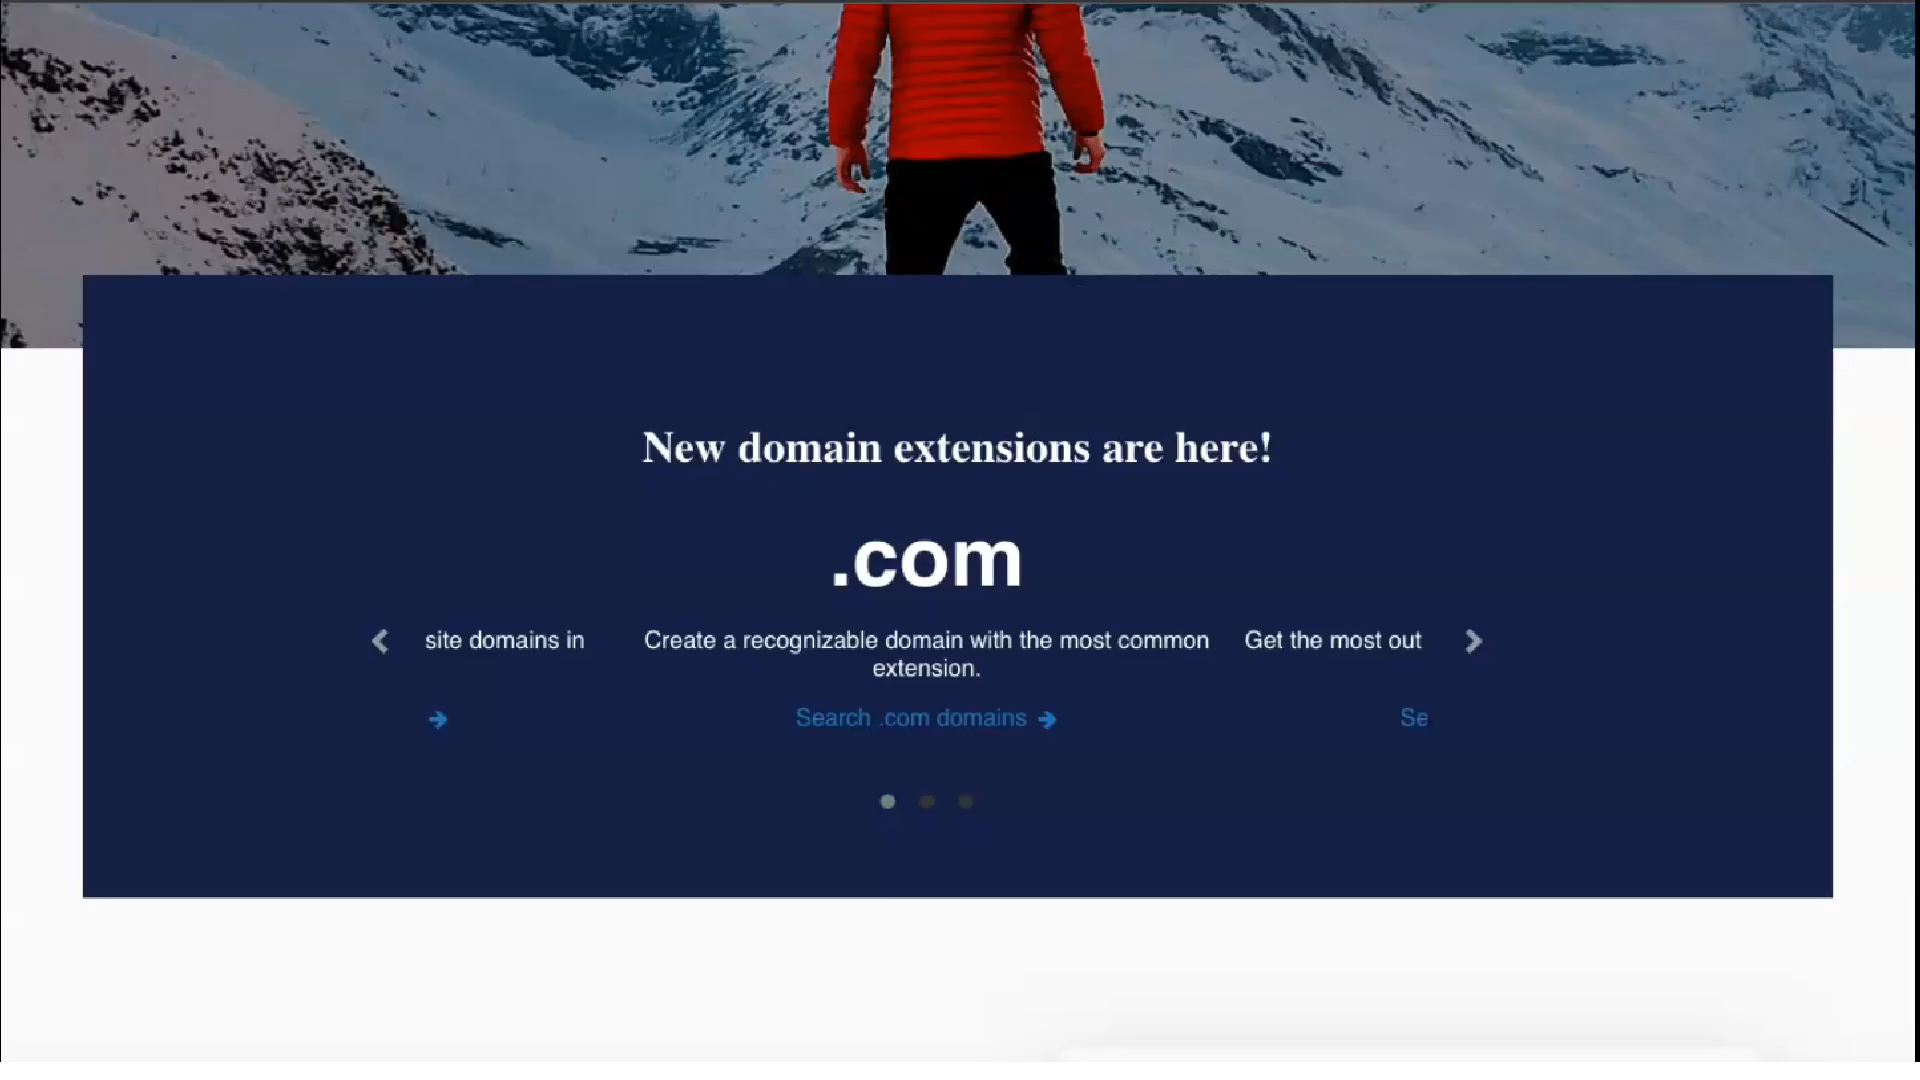 New domain extensions are here!
.com
site domains in
Create a recognizable domain with the most common
extension.
Get the most out
Search .com domains
Se